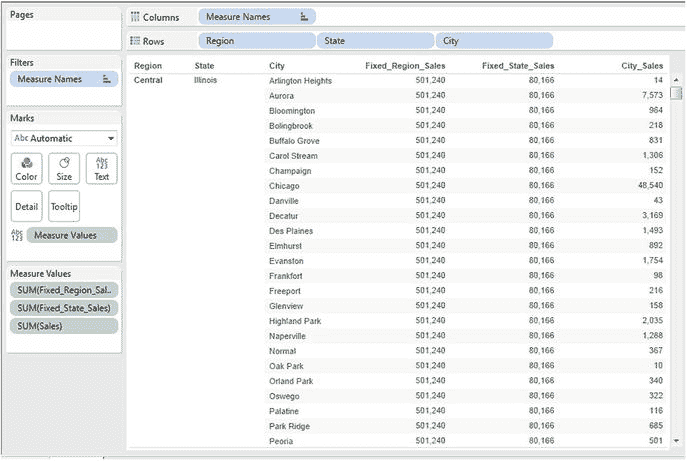 Pages
Columns Measure Names
Rows Region State City
Filters
Measure Names
Marks
Abc Automatic
Color Size Abc 123 Text
Detail Tooltip
Abc 123 Measure Values
Measure Values
SUM(Fixed_Region_Sal..
SUM(Fixed_State_Sales)
SUM(Sales)
Region State City Fixed_Region_Sales Fixed_State_Sales City_Sales
Central Illinois Arlington Heights 501,240 80,166 14
Aurora 501,240 80,166 7,573
Bloomington 501,240 80,166 964
Bolingbrook 501,240 80,166 218
Buffalo Grove 501,240 80,166 831
Carol Stream 501,240 80,166 1,306
Champaign 501,240 80,166 152
Chicago 501,240 80,166 48,540
Danville 501,240 80,166 43
Decatur 501,240 80,166 3,169
Des Plaines 501,240 80,166 1,493
Elmhurst 501,240 80,166 892
Evanston 501,240 80,166 1,754
Frankfort 501,240 80,166 98
Freeport 501,240 80,166 216
Glenview 501,240 80,166 158
Highland Park 501,240 80,166 2,035
Naperville 501,240 80,166 1,288
Normal 501,240 80,166 367
Oak Park 501,240 80,166 10
Orland Park 501,240 80,166 340
Oswego 501,240 80,166 322
Palatine 501,240 80,166 116
Park Ridge 501,240 80,166 685
Peoria 501,240 80,166 501